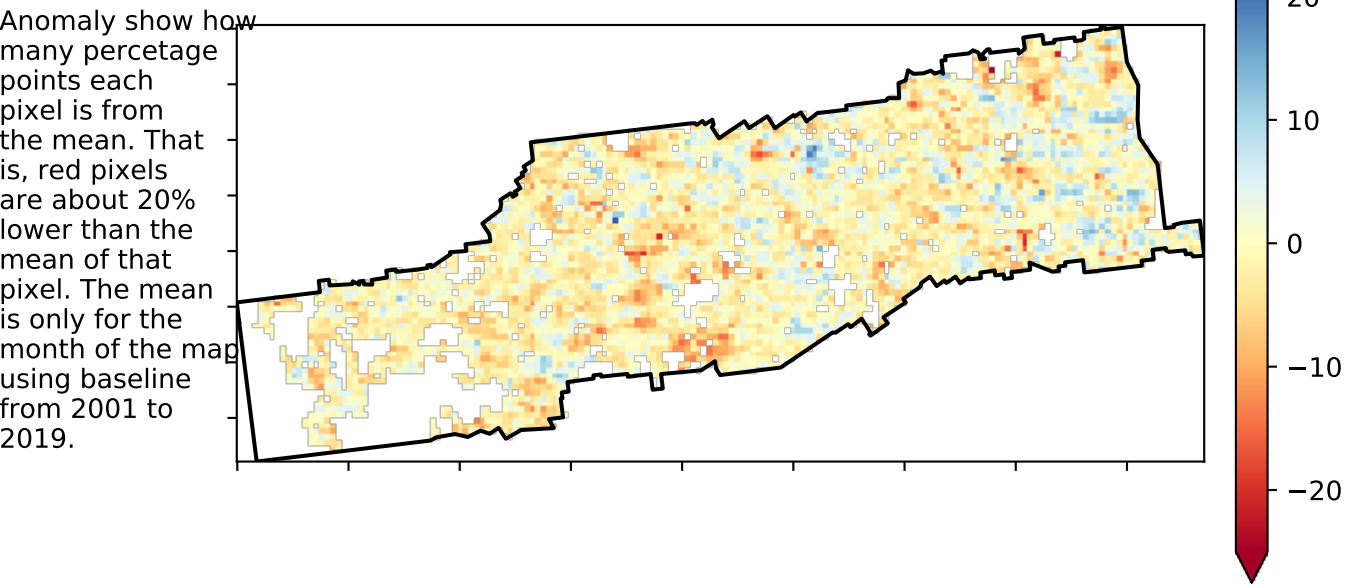 Anomaly show how
many percetage
points each
pixel is from
the mean. That
is, red pixels
are about 20%
lower than the
mean of that
pixel. The mean
is only for the
month of the map
using baseline
from 2001 to
2019.
20
10
0
−10
−20